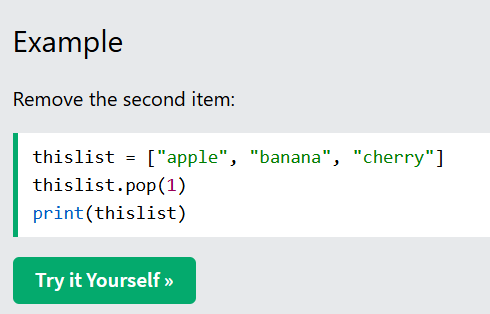 Example
Remove the second item:
thislist = ["apple", "banana", "cherry"]
thislist.pop(1)
print(thislist)
Try it Yourself »